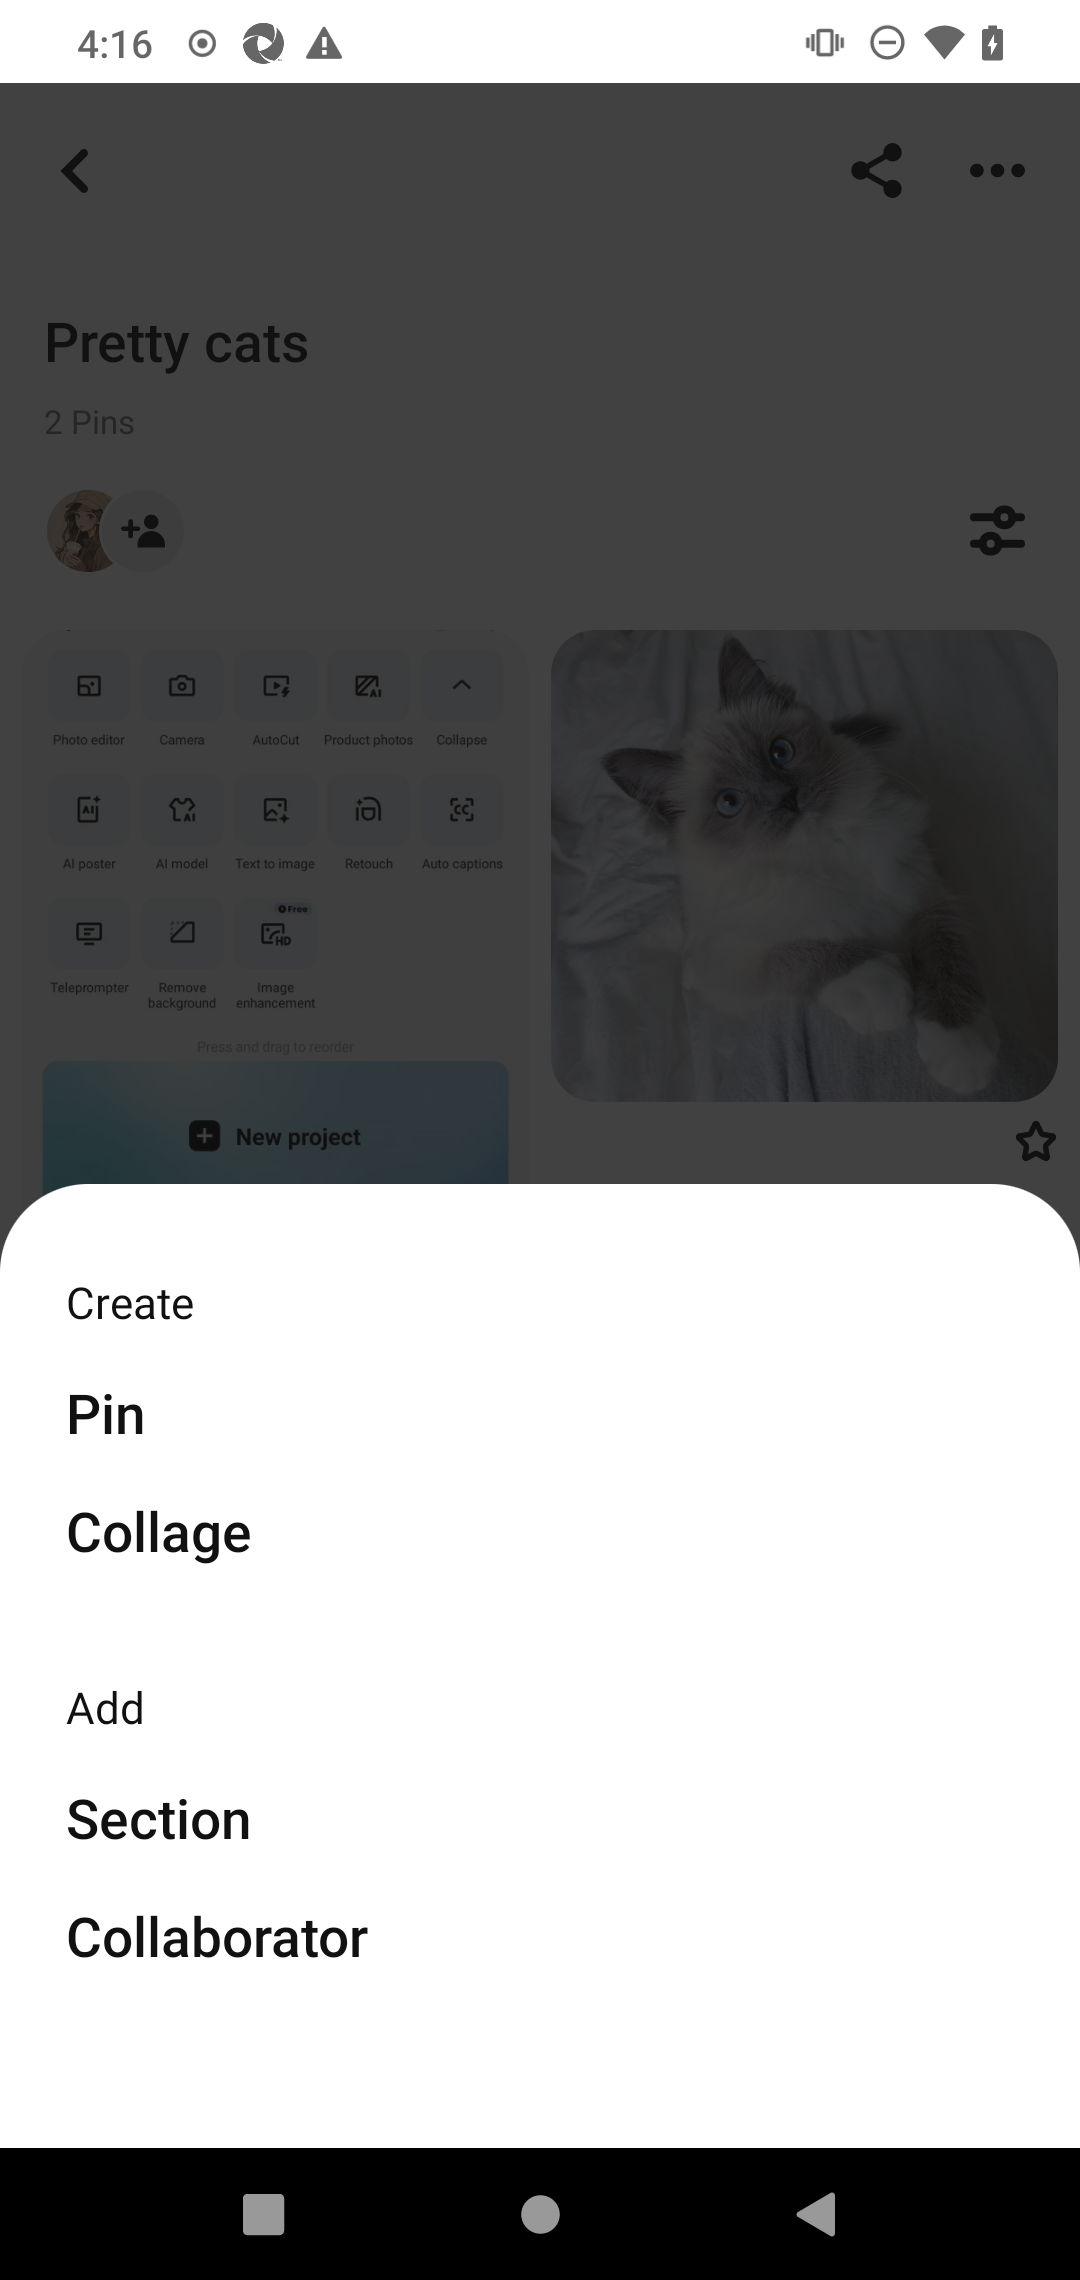 4:16
Pretty cats
2 Pins
Photo editor
Camera
AutoCut
Product photos
Collapse
AI
AI poster
AI model
Text to image
Retouch
Auto captions
Free
HD
Teleprompter
Remove
background
Image
enhancement
Press and drag to reorder
New project
Create
Pin
Collage
Add
Section
Collaborator